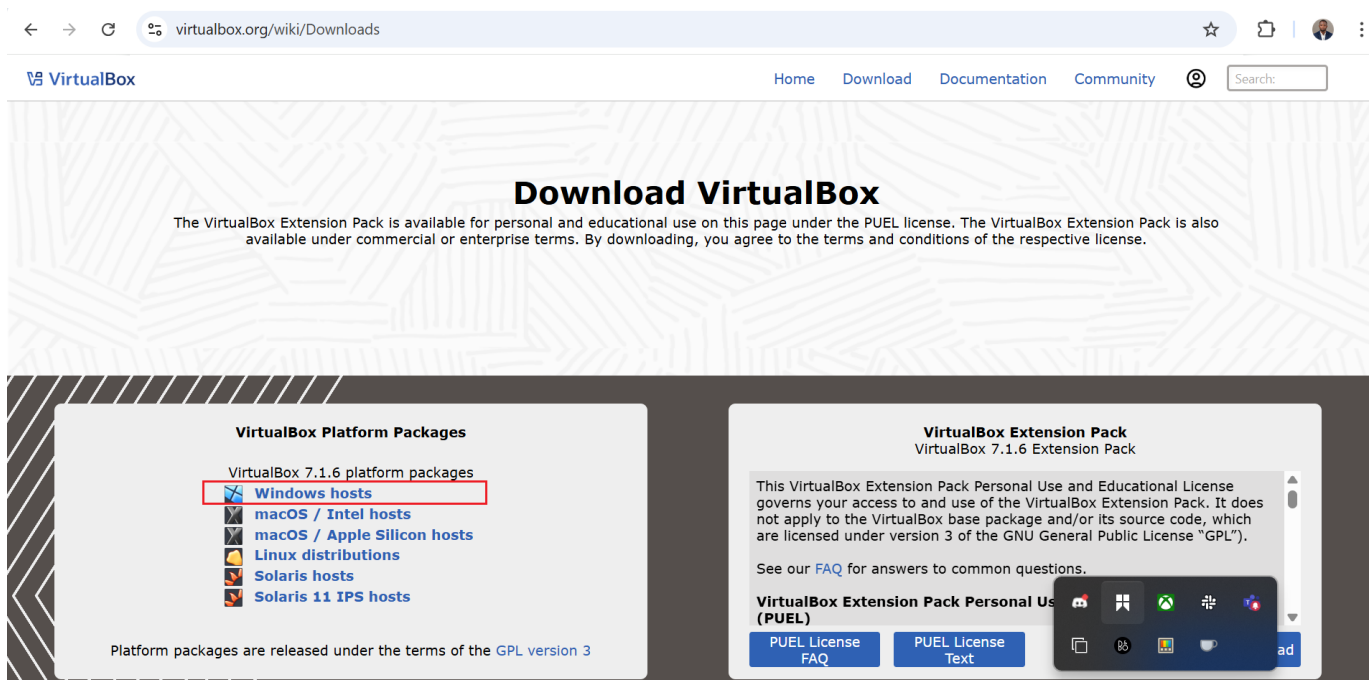 virtualbox.org/wiki/Downloads
VirtualBox
Home Download Documentation Community Search:
Download VirtualBox
The VirtualBox Extension Pack is available for personal and educational use on this page under the PUEL license. The VirtualBox Extension Pack is also
available under commercial or enterprise terms. By downloading, you agree to the terms and conditions of the respective license.
VirtualBox Platform Packages
VirtualBox 7.1.6 platform packages
Windows hosts
macOS / Intel hosts
macOS / Apple Silicon hosts
Linux distributions
Solaris hosts
Solaris 11 IPS hosts
Platform packages are released under the terms of the GPL version 3
VirtualBox Extension Pack
VirtualBox 7.1.6 Extension Pack
This VirtualBox Extension Pack Personal Use and Educational License
governs your access to and use of the VirtualBox Extension Pack. It does
not apply to the VirtualBox base package and/or its source code, which
are licensed under version 3 of the GNU General Public License “GPL”).
See our FAQ for answers to common questions.
VirtualBox Extension Pack Personal Us
(PUEL)
PUEL License
FAQ
PUEL License
Text
ad